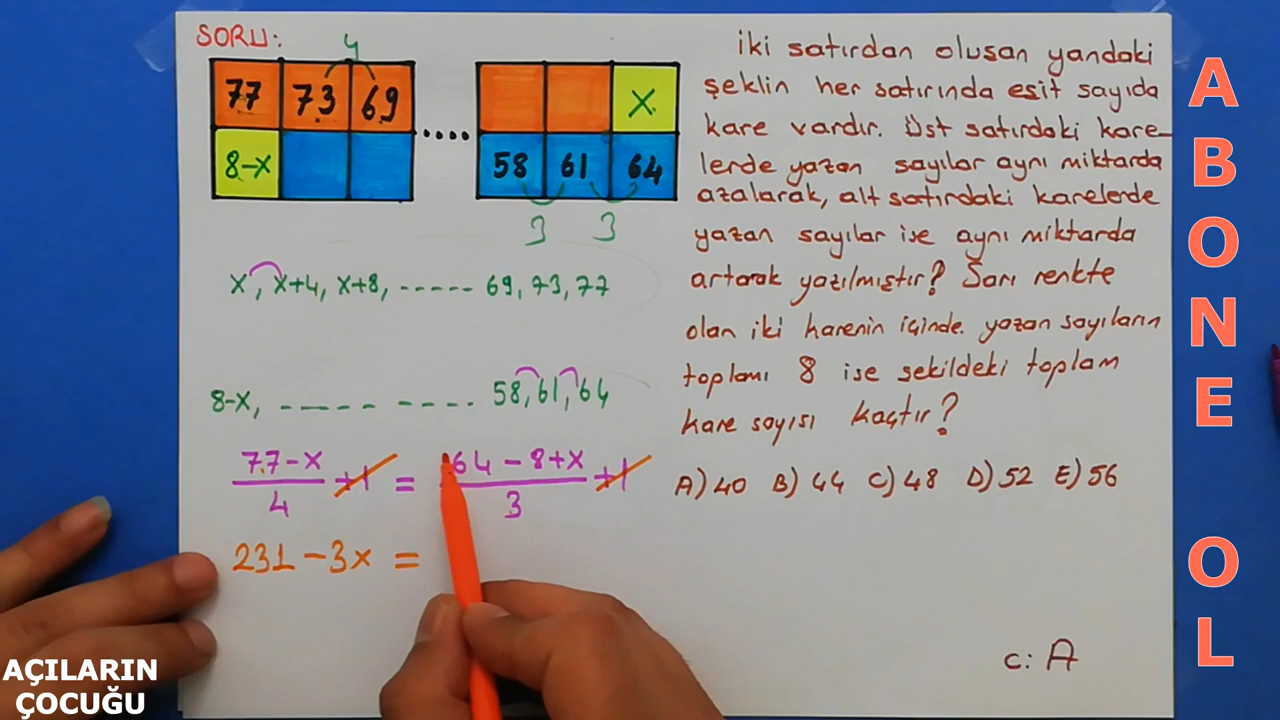 SORU:
4
77 73 69 .... X
8-X 58 61 64
3 3
X, X+4, X+8, ----- 69, 73, 77
8-X, ----- ---- 58, 61, 64
77-X/4 +1 = 64-8+X/3 +1
231-3X =
İki satırdan oluşan yandaki
şeklin her satırında eşit sayıda
kare vardır. Üst satırdaki kare-
lerde yazan sayılar aynı miktarda
azalarak, alt satırdaki karelerde
yazan sayılar ise aynı miktarda
artarak yazılmıştır? Sarı renkte
olan iki karenin içinde. yazan sayıların
toplamı 8 ise şekildeki toplam
kare sayısı kaçtır?
A) 40 B) 44 C) 48 D) 52 E) 56
C: A
AÇILARIN
ÇOCUĞU
ABONE OL